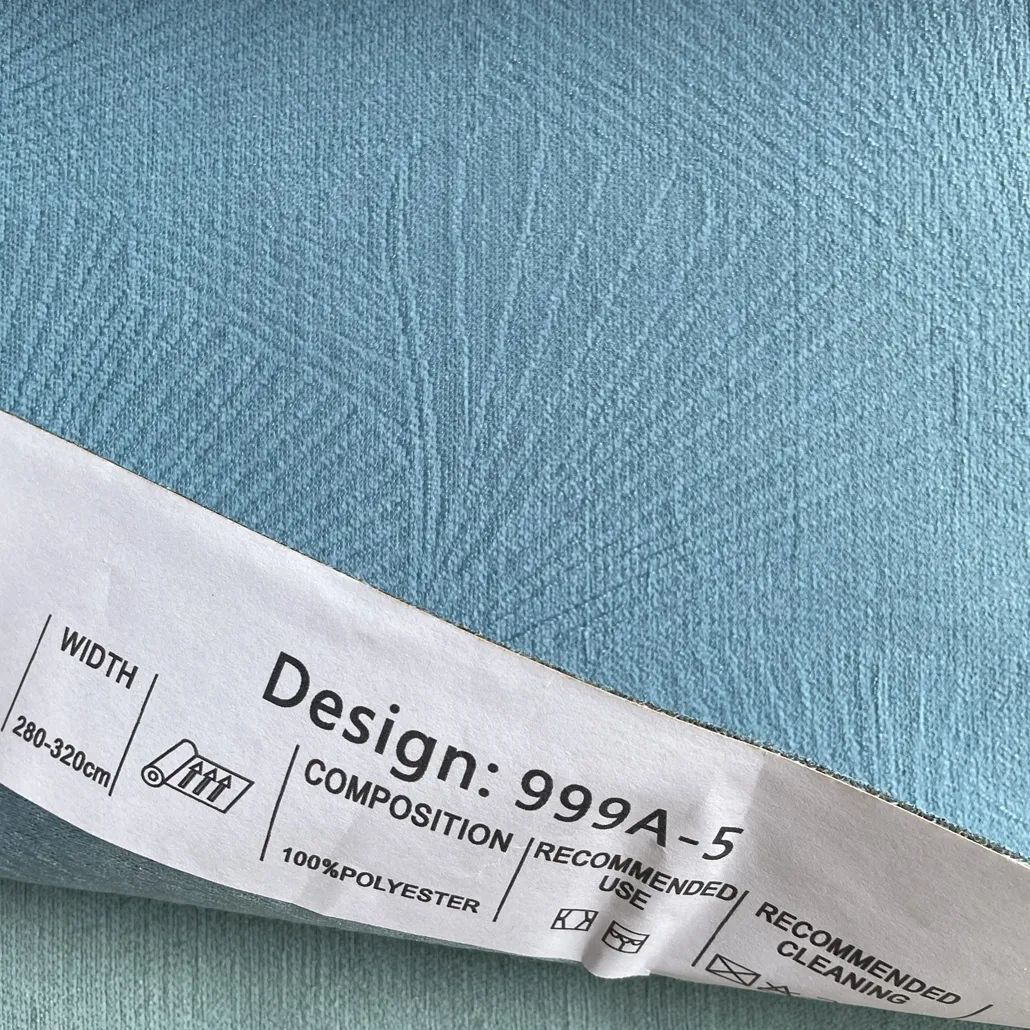 Design: 999A-5
WIDTH
280-320cm
COMPOSITION
100%POLYESTER
RECOMMENDED
USE
RECOMMENDED
CLEANING